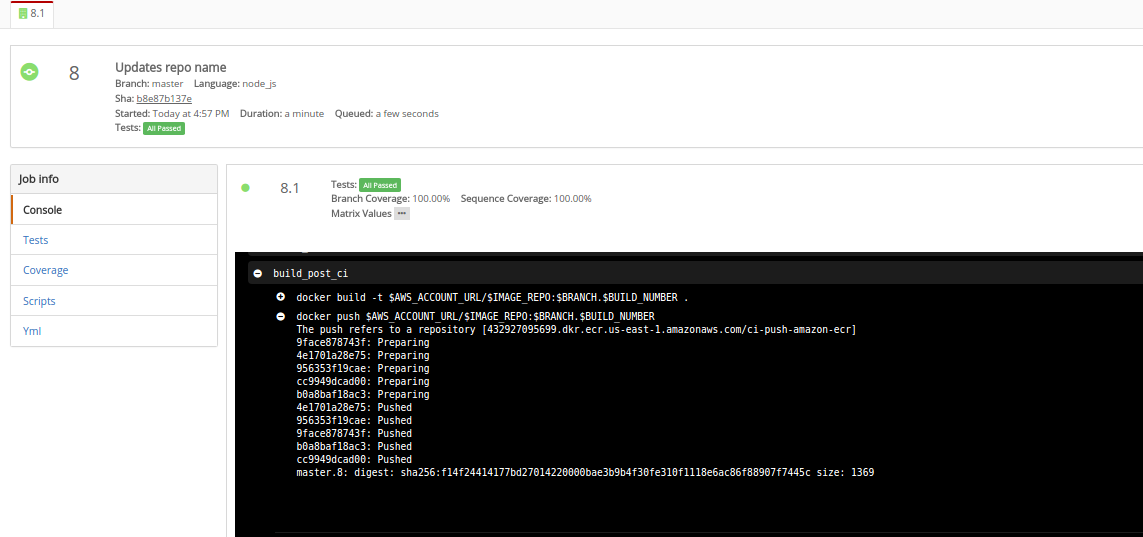 8.1
8
Updates repo name
Branch: master Language: node_js
Sha: b8e87b137e
Started: Today at 4:57 PM Duration: a minute Queued: a few seconds
Tests: All Passed
Job info
Console
Tests
Coverage
Scripts
Yml
8.1
Tests: All Passed
Branch Coverage: 100.00% Sequence Coverage: 100.00%
Matrix Values •••
build_post_ci
docker build -t $AWS_ACCOUNT_URL/$IMAGE_REPO:$BRANCH.$BUILD_NUMBER .
docker push $AWS_ACCOUNT_URL/$IMAGE_REPO:$BRANCH.$BUILD_NUMBER
The push refers to a repository [432927095699.dkr.ecr.us-east-1.amazonaws.com/ci-push-amazon-ecr]
9face878743f: Preparing
4e1701a28e75: Preparing
956353f19cae: Preparing
cc9949dcad00: Preparing
b0a8baf18ac3: Preparing
4e1701a28e75: Pushed
956353f19cae: Pushed
9face878743f: Pushed
b0a8baf18ac3: Pushed
cc9949dcad00: Pushed
master.8: digest: sha256:f14f24414177bd27014220000bae3b9b4f30fe310f1118e6ac86f88907f7445c size: 1369